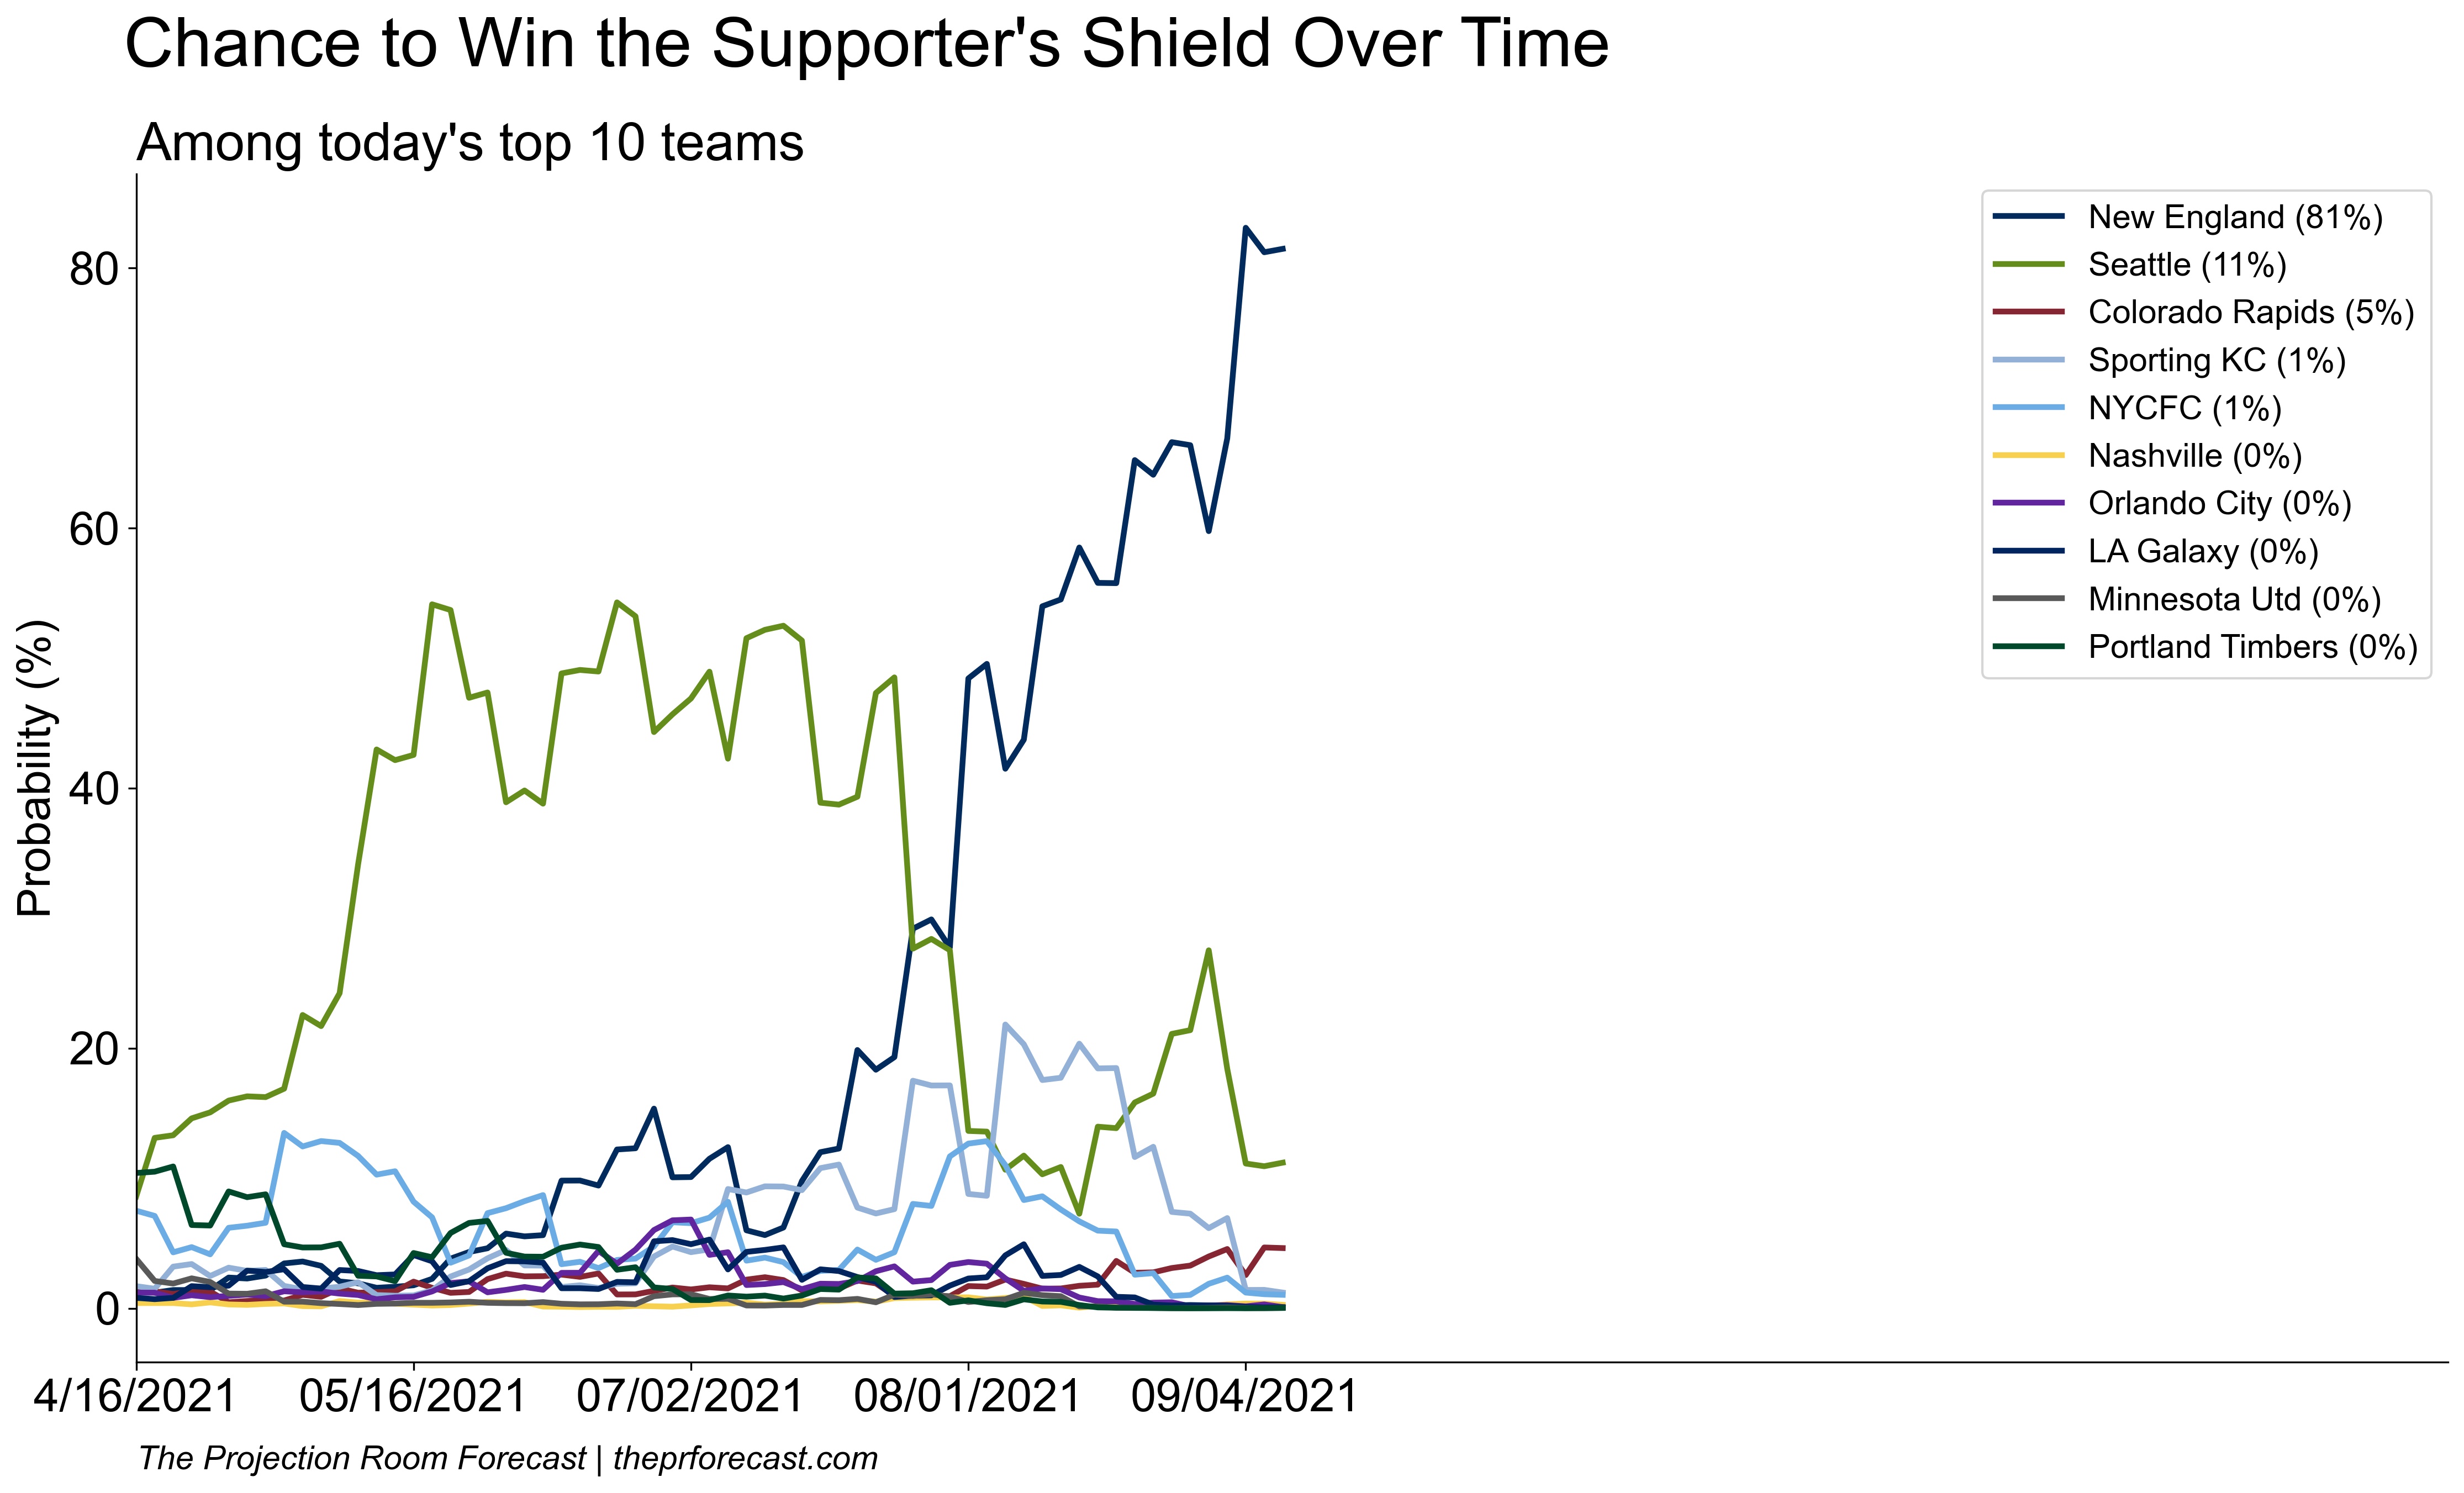 Chance to Win the Supporter's Shield Over Time
Among today's top 10 teams
New England (81%)
Seattle (11%)
Colorado Rapids (5%)
Sporting KC (1%)
NYCFC (1%)
Nashville (0%)
Orlando City (0%)
LA Galaxy (0%)
Minnesota Utd (0%)
Portland Timbers (0%)
Probability (%)
80
60
40
20
0
4/16/2021 05/16/2021 07/02/2021 08/01/2021 09/04/2021
The Projection Room Forecast | theprforecast.com